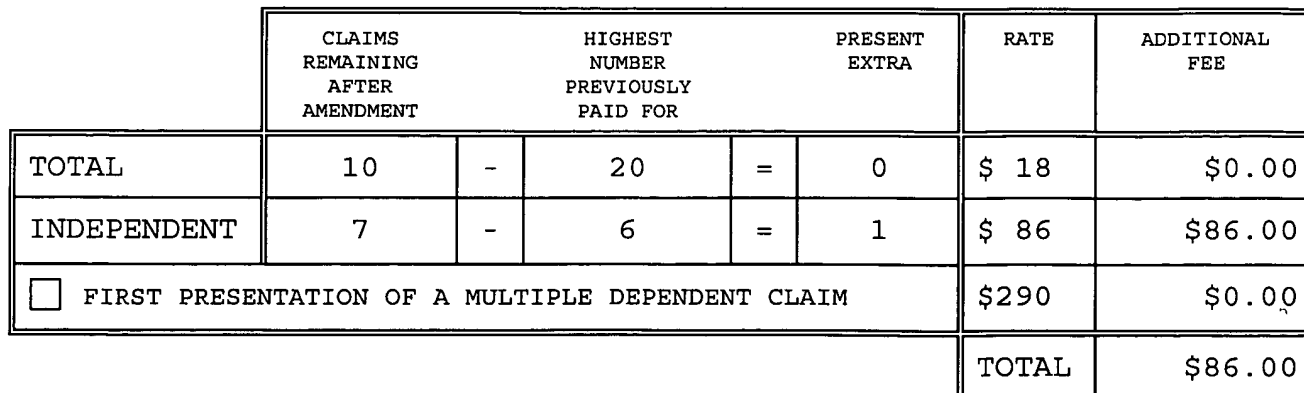 CLAIMS REMAINING AFTER AMENDMENT HIGHEST NUMBER PREVIOUSLY PAID FOR PRESENT EXTRA RATE ADDITIONAL FEE
TOTAL 10 - 20 = 0 $ 18 $0.00
INDEPENDENT 7 - 6 = 1 $ 86 $86.00
FIRST PRESENTATION OF A MULTIPLE DEPENDENT CLAIM $290 $0.00
TOTAL $86.00